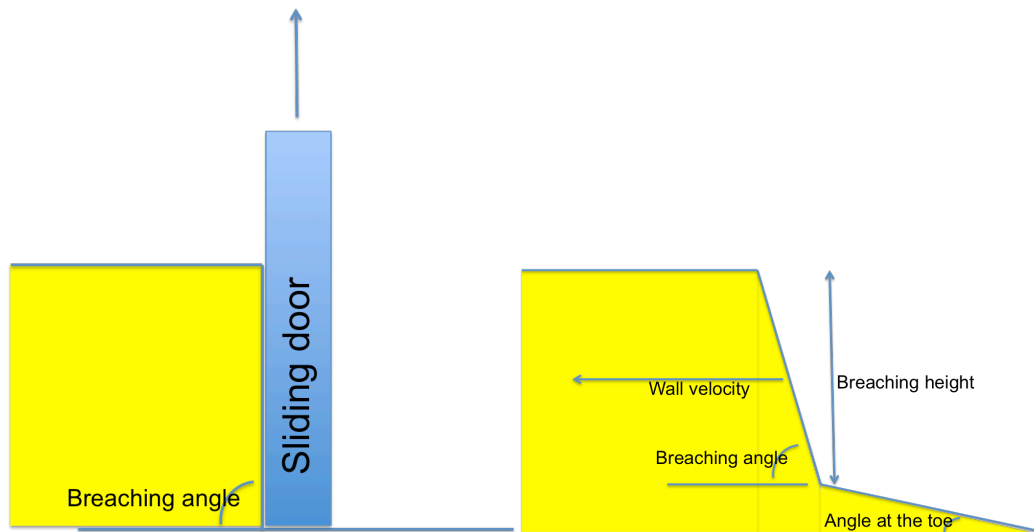 Sliding door
Breaching angle
Wall velocity
Breaching height
Breaching angle
Angle at the toe